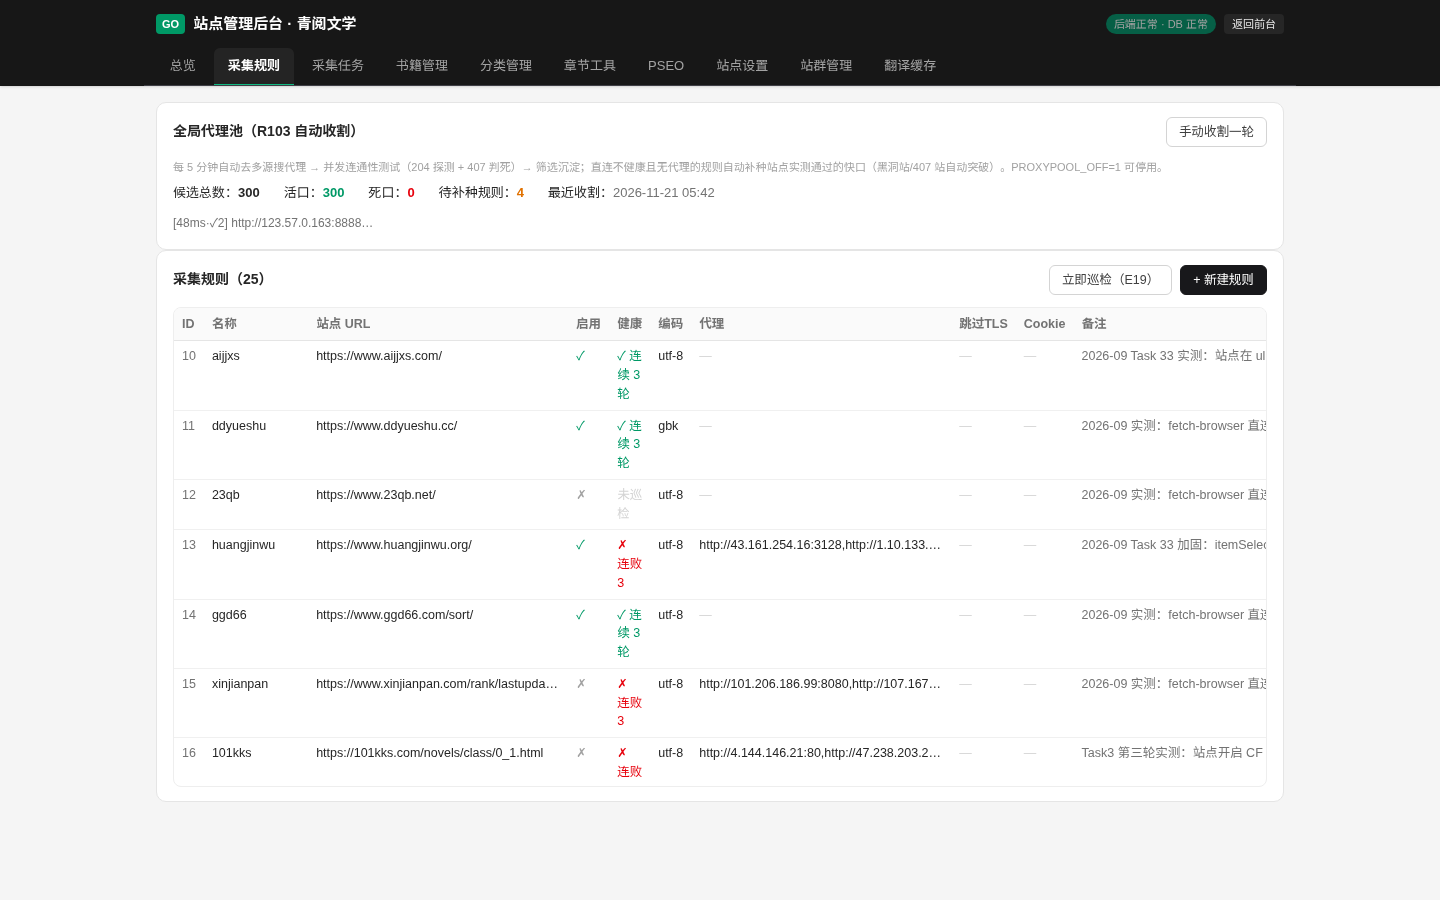 GO 站点管理后台 · 青阅文学 后端正常 · DB 正常 返回前台
总览 采集规则 采集任务 书籍管理 分类管理 章节工具 PSEO 站点设置 站群管理 翻译缓存
全局代理池（R103 自动收割） 手动收割一轮
每 5 分钟自动去多源搜代理 → 并发连通性测试（204 探测 + 407 判死）→ 筛选沉淀；直连不健康且无代理的规则自动补种站点实测通过的快口（黑洞站/407 站自动突破）。PROXYPOOL_OFF=1 可停用。
候选总数：300 活口：300 死口：0 待补种规则：4 最近收割：2026-11-21 05:42
[48ms·✓2] http://123.57.0.163:8888…
采集规则（25） 立即巡检（E19） + 新建规则
ID 名称 站点 URL 启用 健康 编码 代理 跳过TLS Cookie 备注
10 aijjxs https://www.aijjxs.com/ ✓ ✓ 连 utf-8 — — — 2026-09 Task 33 实测：站点在 ul
续 3
轮
11 ddyueshu https://www.ddyueshu.cc/ ✓ ✓ 连 gbk — — — 2026-09 实测：fetch-browser 直连
续 3
轮
12 23qb https://www.23qb.net/ ✗ 未巡 utf-8 — — — 2026-09 实测：fetch-browser 直连
检
13 huangjinwu https://www.huangjinwu.org/ ✓ ✗ utf-8 http://43.161.254.16:3128,http://1.10.133.… — — 2026-09 Task 33 加固：itemSelec
连败
3
14 ggd66 https://www.ggd66.com/sort/ ✓ ✓ 连 utf-8 — — — 2026-09 实测：fetch-browser 直连
续 3
轮
15 xinjianpan https://www.xinjianpan.com/rank/lastupda… ✗ ✗ utf-8 http://101.206.186.99:8080,http://107.167… — — 2026-09 实测：fetch-browser 直连
连败
3
16 101kks https://101kks.com/novels/class/0_1.html ✗ ✗ utf-8 http://4.144.146.21:80,http://47.238.203.2… — — Task3 第三轮实测：站点开启 CF
连败